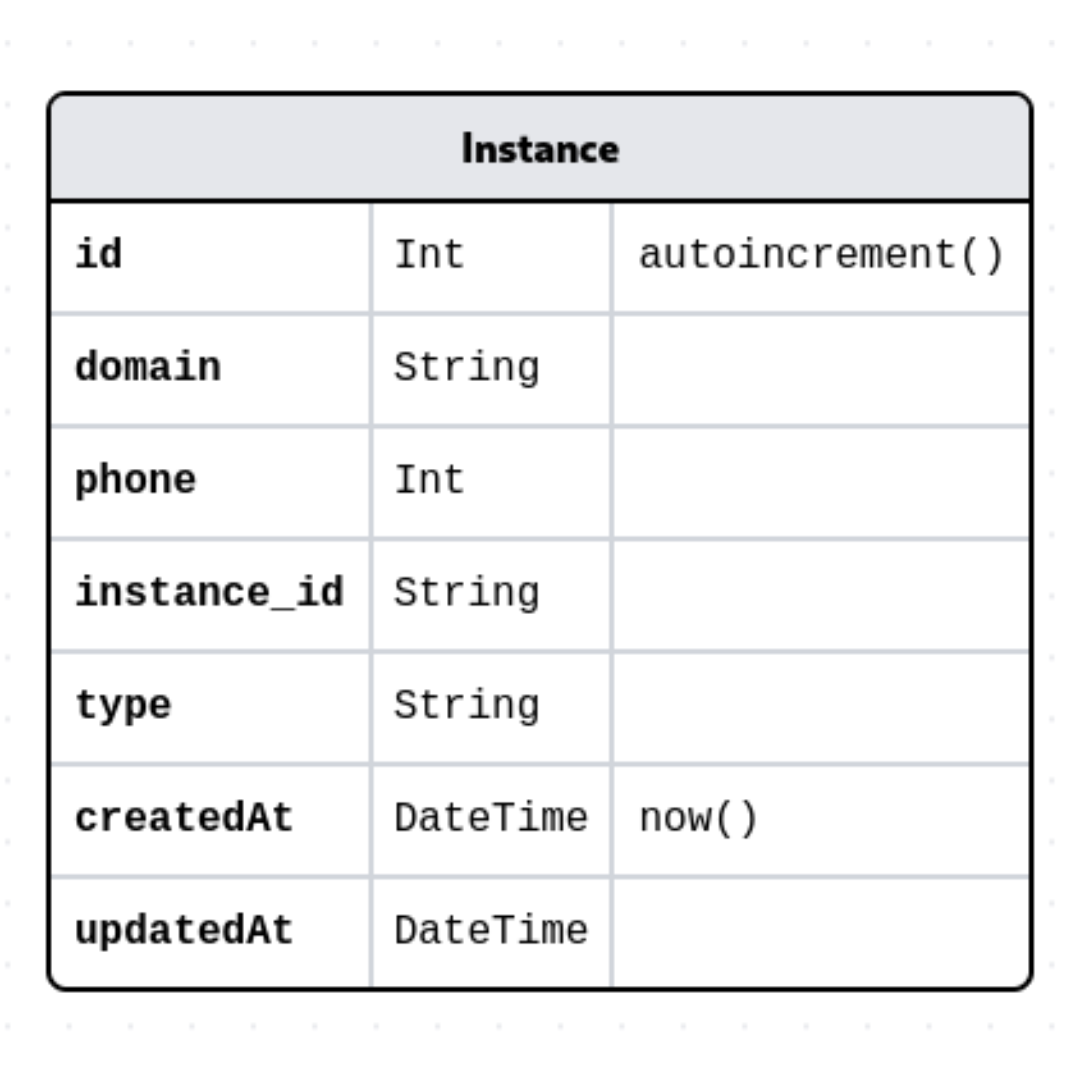 Instance
id Int autoincrement()
domain String
phone Int
instance_id String
type String
createdAt DateTime now()
updatedAt DateTime